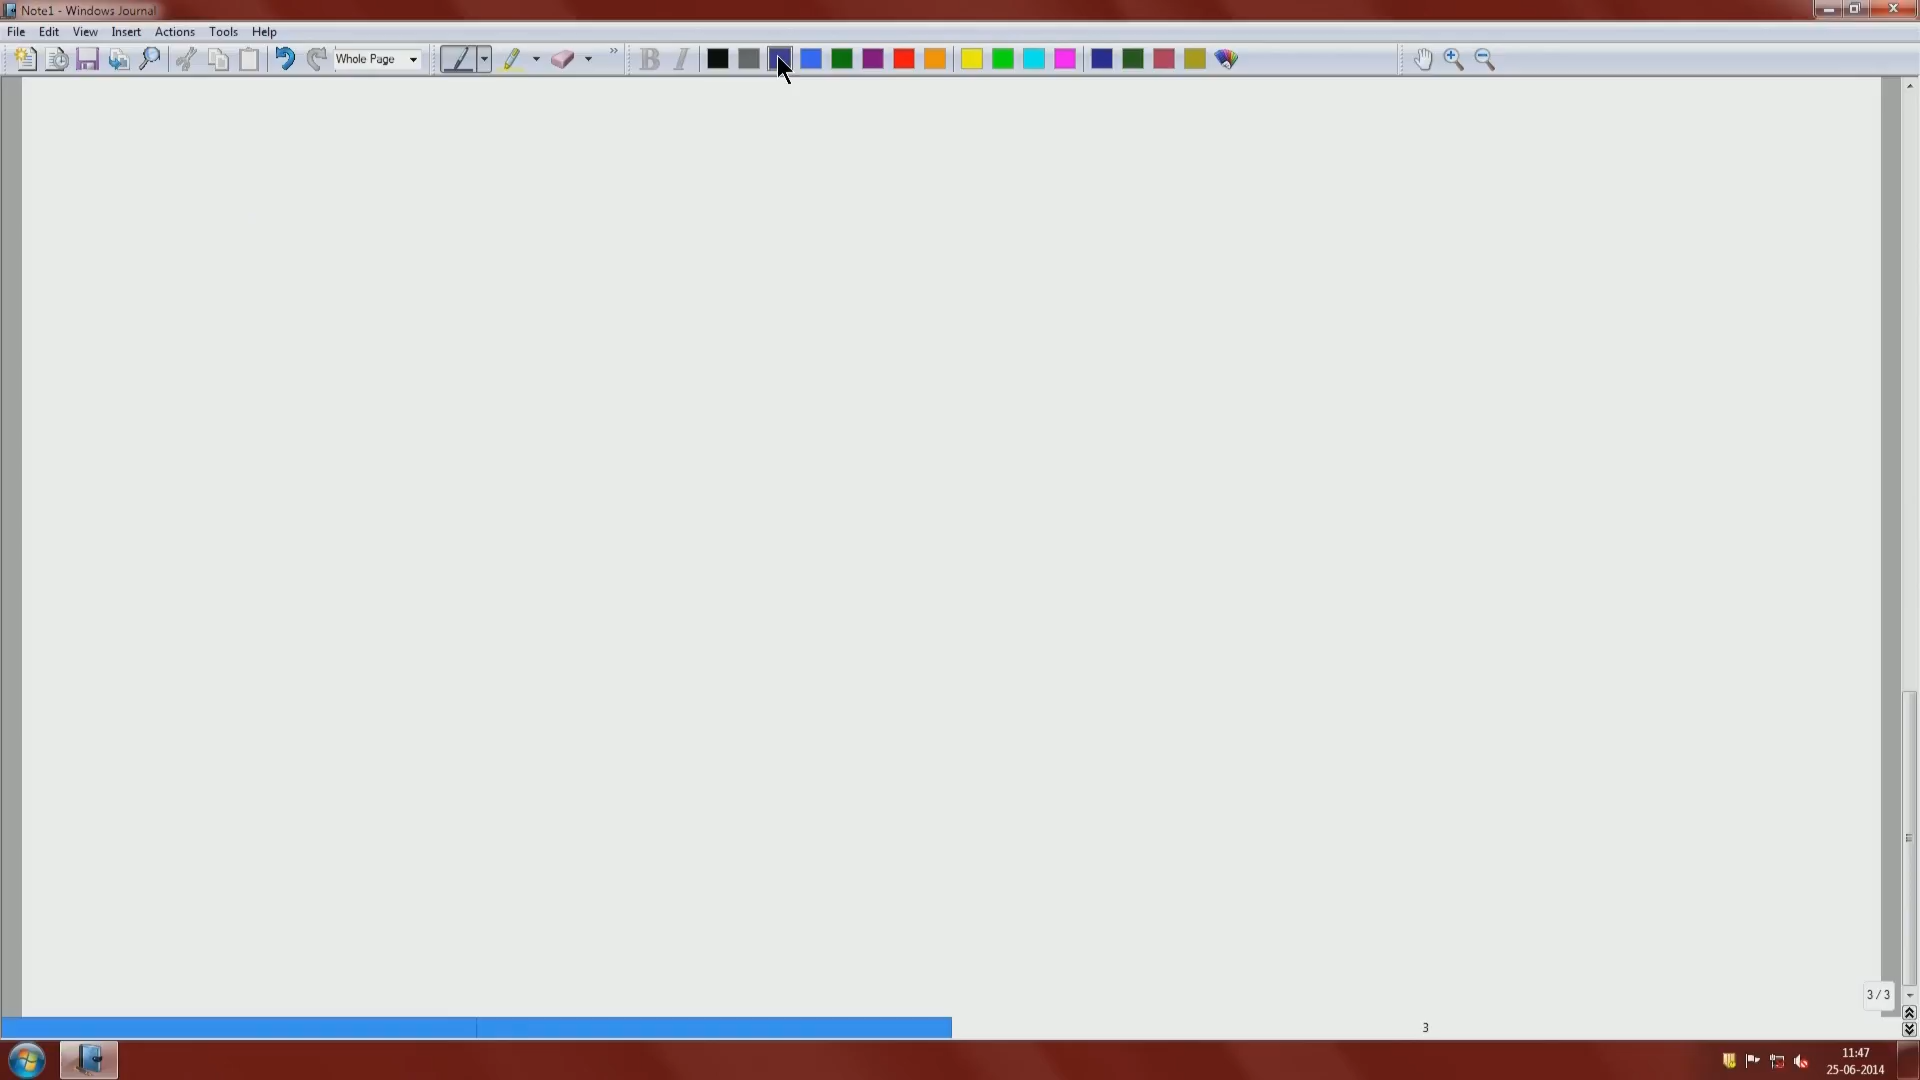 Note1 - Windows Journal
File Edit View Insert Actions Tools Help
Whole Page
B I
3 / 3
3
11:47
25-06-2014